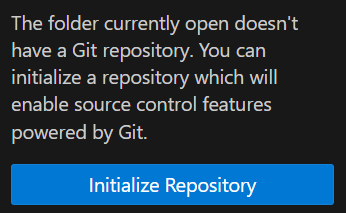 The folder currently open doesn't
have a Git repository. You can
initialize a repository which will
enable source control features
powered by Git.
Initialize Repository